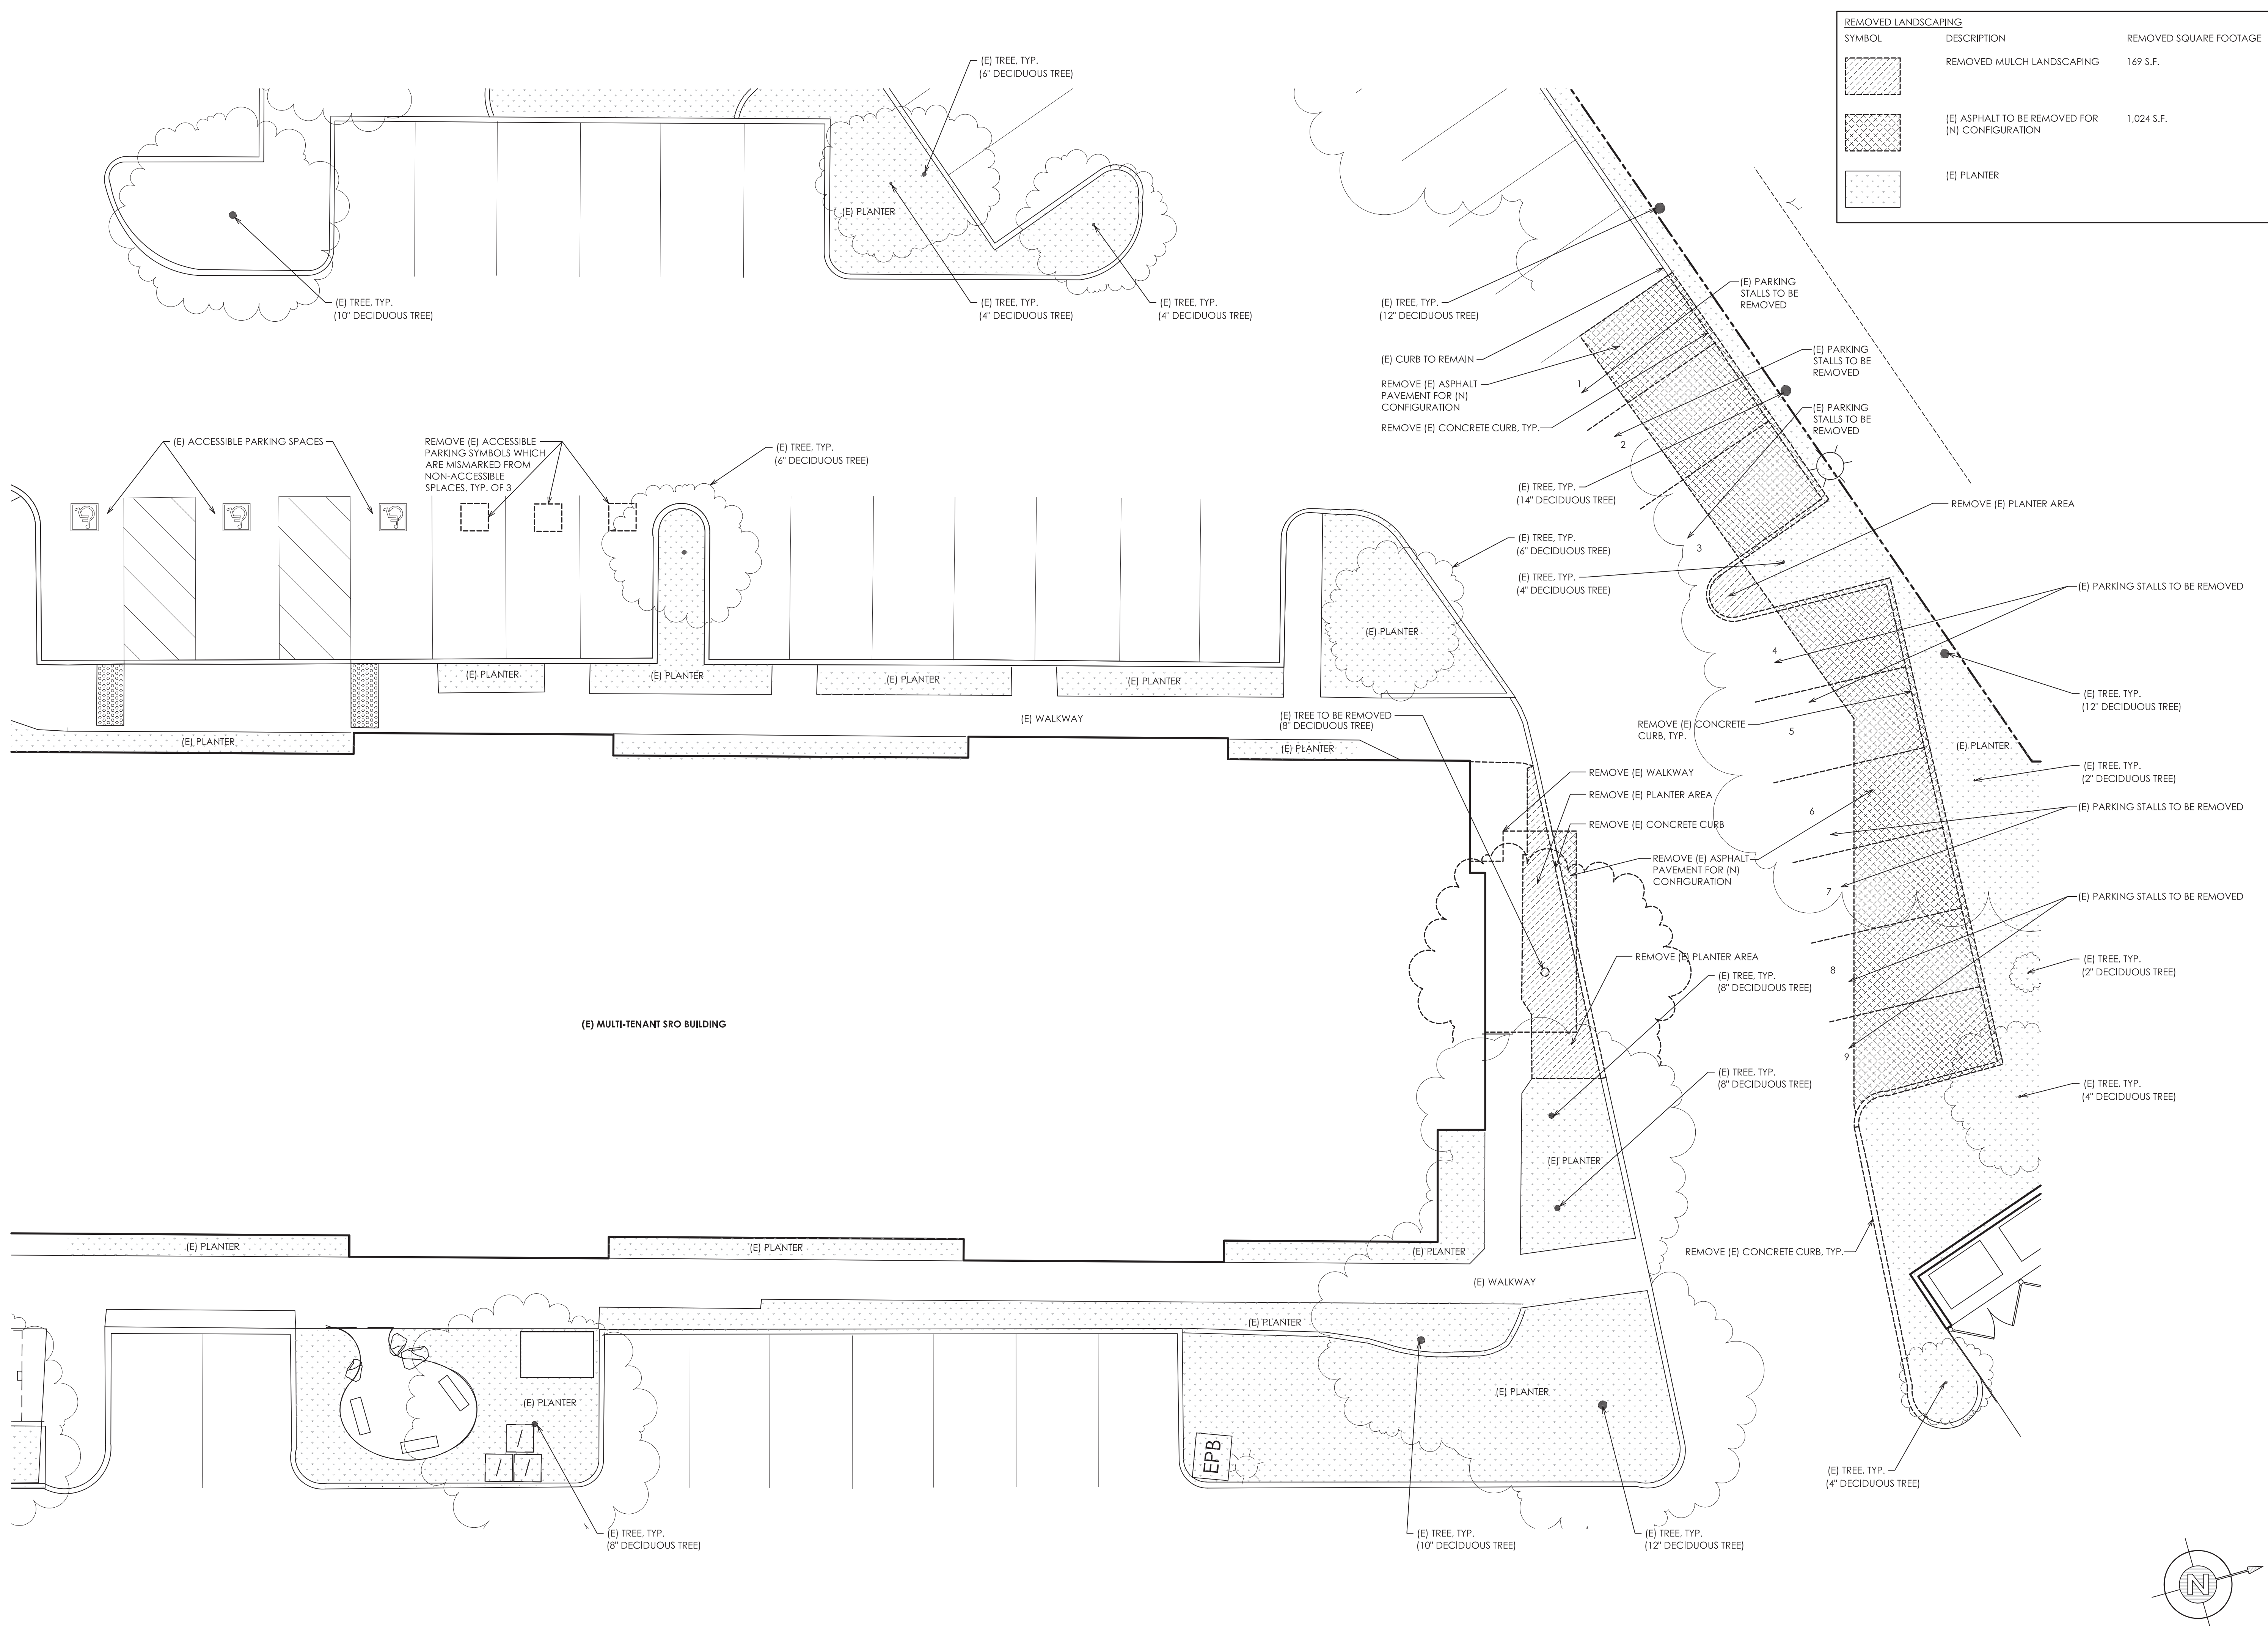 REMOVED LANDSCAPING
SYMBOL DESCRIPTION REMOVED SQUARE FOOTAGE
REMOVED MULCH LANDSCAPING 169 S.F.
(E) ASPHALT TO BE REMOVED FOR 1,024 S.F.
(N) CONFIGURATION
(E) PLANTER
(E) TREE, TYP.
(6" DECIDUOUS TREE)
(E) PLANTER
(E) TREE, TYP.
(10" DECIDUOUS TREE)
(E) TREE, TYP.
(4" DECIDUOUS TREE)
(E) TREE, TYP.
(4" DECIDUOUS TREE)
(E) TREE, TYP.
(12" DECIDUOUS TREE)
(E) PARKING
STALLS TO BE
REMOVED
(E) CURB TO REMAIN
REMOVE (E) ASPHALT
PAVEMENT FOR (N)
CONFIGURATION
REMOVE (E) CONCRETE CURB, TYP.
(E) PARKING
STALLS TO BE
REMOVED
(E) PARKING
STALLS TO BE
REMOVED
1
2
3
(E) ACCESSIBLE PARKING SPACES
REMOVE (E) ACCESSIBLE
PARKING SYMBOLS WHICH
ARE MISMARKED FROM
NON-ACCESSIBLE
SPLACES, TYP. OF 3
(E) TREE, TYP.
(6" DECIDUOUS TREE)
(E) TREE, TYP.
(14" DECIDUOUS TREE)
(E) TREE, TYP.
(6" DECIDUOUS TREE)
(E) TREE, TYP.
(4" DECIDUOUS TREE)
REMOVE (E) PLANTER AREA
(E) PARKING STALLS TO BE REMOVED
(E) PLANTER
(E) PLANTER
(E) PLANTER
(E) PLANTER
(E) PLANTER
4
5
6
7
8
9
(E) WALKWAY
(E) TREE TO BE REMOVED
(8" DECIDUOUS TREE)
(E) PLANTER
(E) PLANTER
REMOVE (E) CONCRETE
CURB, TYP.
(E) TREE, TYP.
(12" DECIDUOUS TREE)
(E) PLANTER
(E) TREE, TYP.
(2" DECIDUOUS TREE)
REMOVE (E) WALKWAY
REMOVE (E) PLANTER AREA
REMOVE (E) CONCRETE CURB
(E) PARKING STALLS TO BE REMOVED
REMOVE (E) ASPHALT
PAVEMENT FOR (N)
CONFIGURATION
(E) PARKING STALLS TO BE REMOVED
REMOVE (E) PLANTER AREA
(E) TREE, TYP.
(8" DECIDUOUS TREE)
(E) TREE, TYP.
(2" DECIDUOUS TREE)
(E) MULTI-TENANT SRO BUILDING
(E) TREE, TYP.
(8" DECIDUOUS TREE)
(E) TREE, TYP.
(4" DECIDUOUS TREE)
(E) PLANTER
(E) PLANTER
(E) PLANTER
(E) PLANTER
REMOVE (E) CONCRETE CURB, TYP.
(E) WALKWAY
(E) PLANTER
(E) PLANTER
(E) PLANTER
EPB
(E) TREE, TYP.
(4" DECIDUOUS TREE)
(E) TREE, TYP.
(8" DECIDUOUS TREE)
(E) TREE, TYP.
(10" DECIDUOUS TREE)
(E) TREE, TYP.
(12" DECIDUOUS TREE)
N